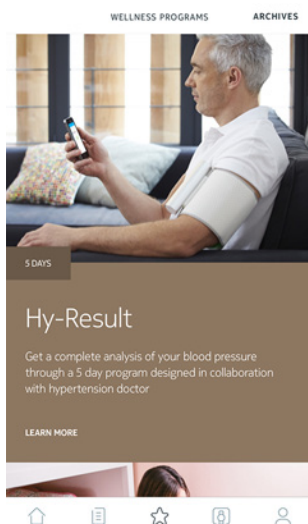 WELLNESS PROGRAMS ARCHIVES
5 DAYS
Hy-Result
Get a complete analysis of your blood pressure
through a 5 day program designed in collaboration
with hypertension doctor
LEARN MORE